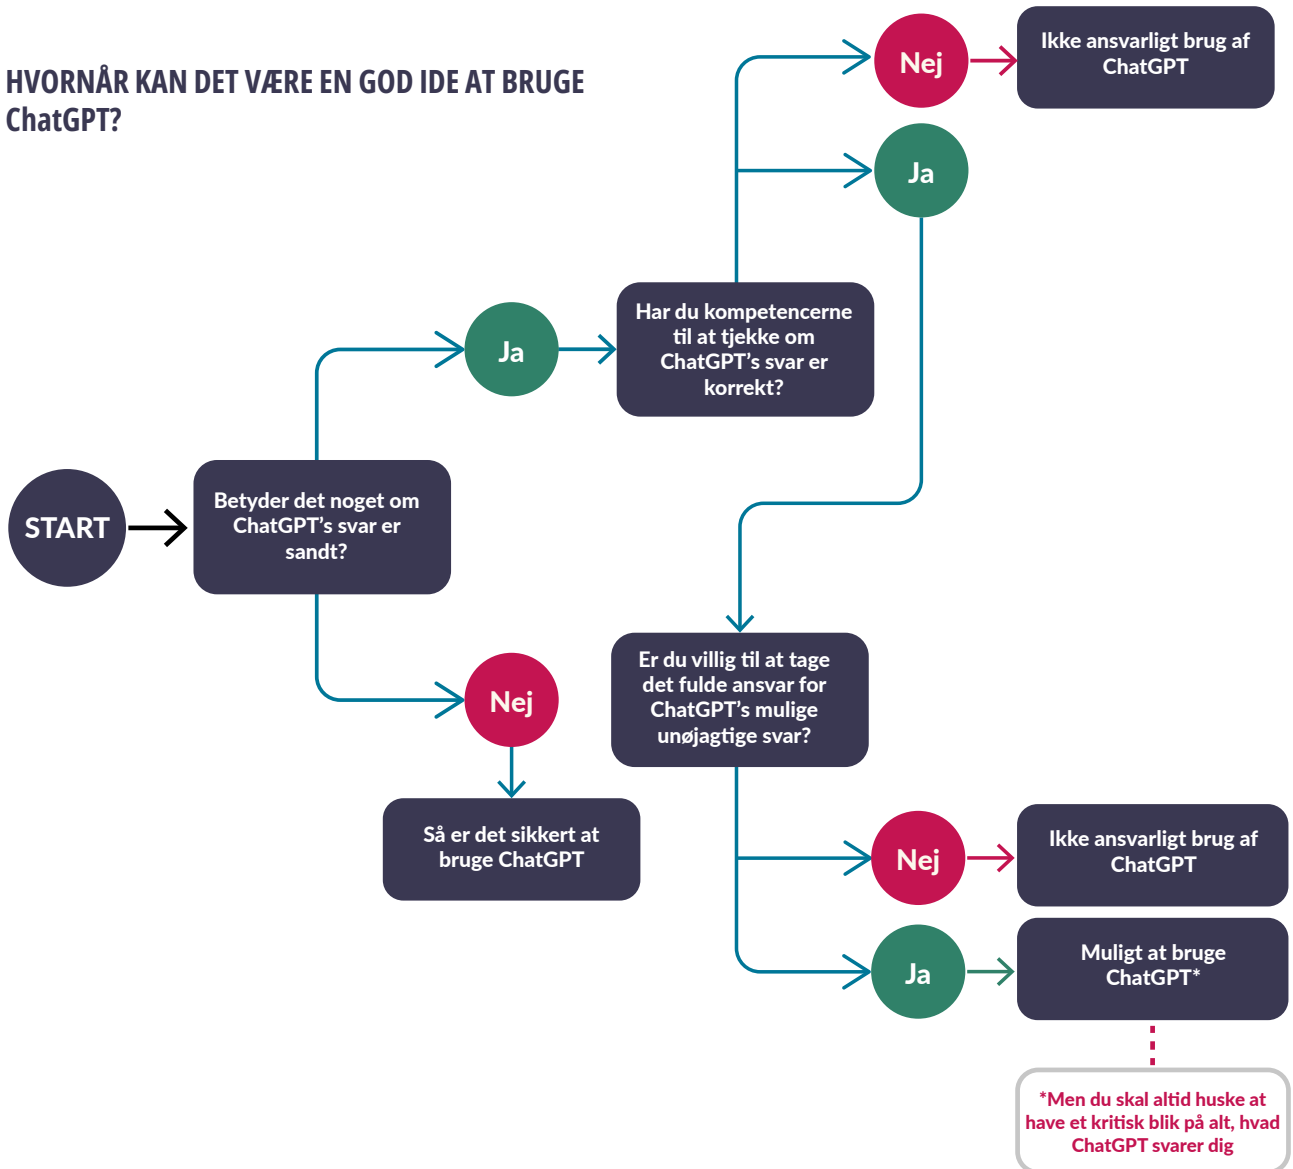 HVORNÅR KAN DET VÆRE EN GOD IDE AT BRUGE
ChatGPT?
START
Betyder det noget om
ChatGPT's svar er
sandt?
Ja
Har du kompetencerne
til at tjekke om
ChatGPT's svar er
korrekt?
Nej
Ikke ansvarligt brug af
ChatGPT
Ja
Nej
Så er det sikkert at
bruge ChatGPT
Er du villig til at tage
det fulde ansvar for
ChatGPT's mulige
unøjagtige svar?
Nej
Ikke ansvarligt brug af
ChatGPT
Ja
Muligt at bruge
ChatGPT*
*Men du skal altid huske at
have et kritisk blik på alt, hvad
ChatGPT svarer dig